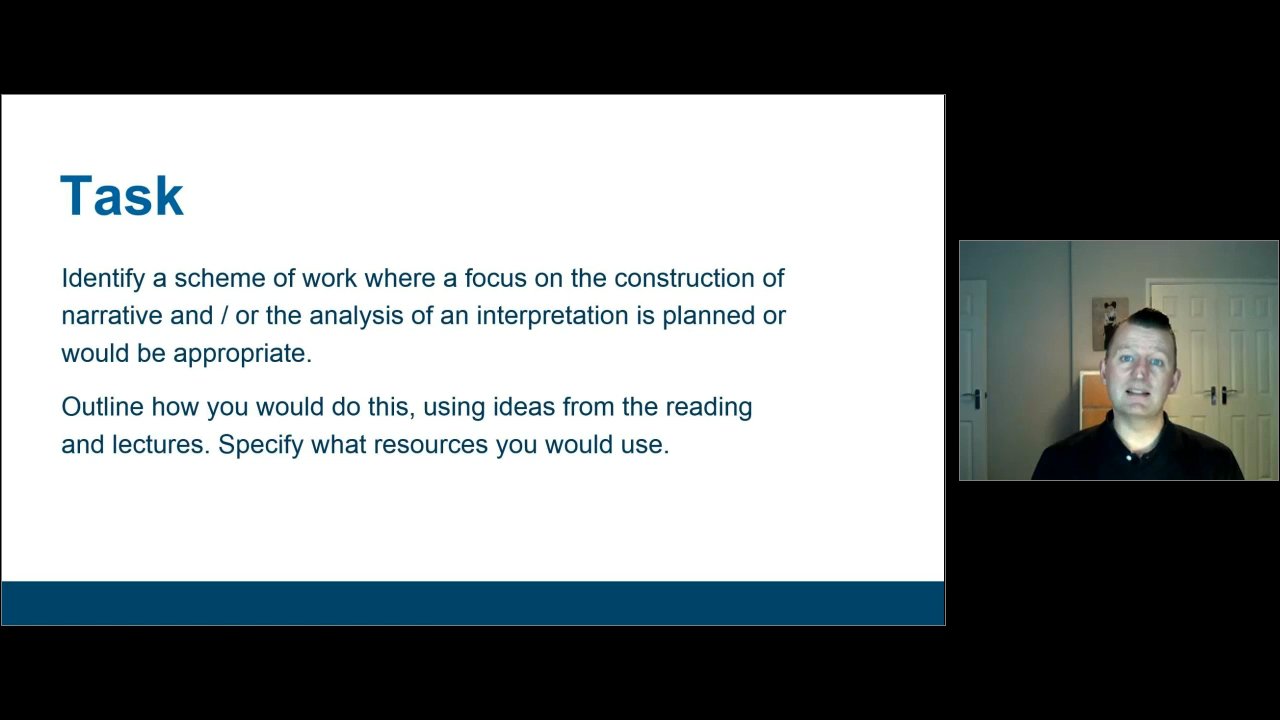 Task
Identify a scheme of work where a focus on the construction of
narrative and / or the analysis of an interpretation is planned or
would be appropriate.
Outline how you would do this, using ideas from the reading
and lectures. Specify what resources you would use.